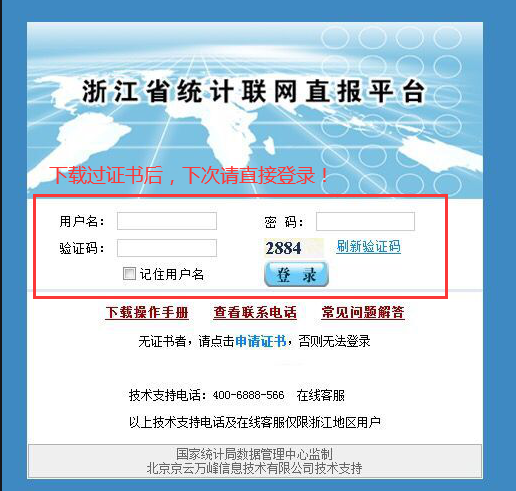 浙江省统计联网直报平台
下载过证书后，下次请直接登录！
用户名： 密 码：
验证码： 2884 刷新验证码
记住用户名 登 录
下载操作手册 查看联系电话 常见问题解答
无证书者，请点击申请证书，否则无法登录
技术支持电话：400-6888-566 在线客服
以上技术支持电话及在线客服仅限浙江地区用户
国家统计局数据管理中心监制
北京京云万峰信息技术有限公司技术支持